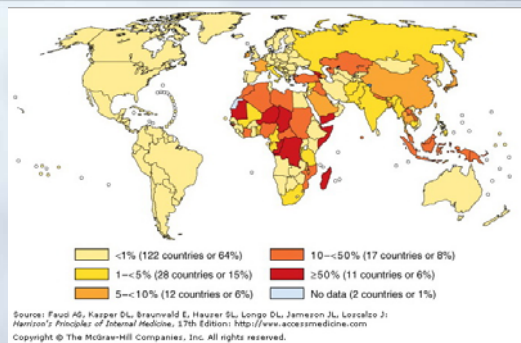 <1% (122 countries or 64%)
1–<5% (28 countries or 15%)
5–<10% (12 countries or 6%)
10–<50% (17 countries or 8%)
≥50% (11 countries or 6%)
No data (2 countries or 1%)
Source: Fauci AS, Kasper DL, Braunwald E, Hauser SL, Longo DL, Jameson JL, Loscalzo J:
Harrison's Principles of Internal Medicine, 17th Edition: http://www.accessmedicine.com
Copyright © The McGraw-Hill Companies, Inc. All rights reserved.